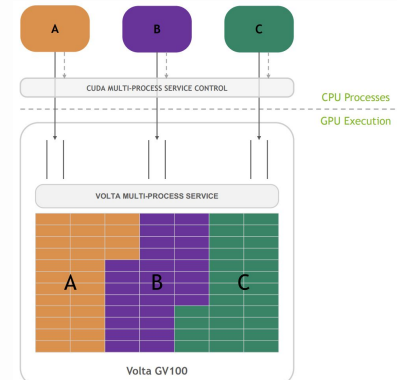 A B C
CUDA MULTI-PROCESS SERVICE CONTROL
CPU Processes
GPU Execution
VOLTA MULTI-PROCESS SERVICE
A B C
Volta GV100